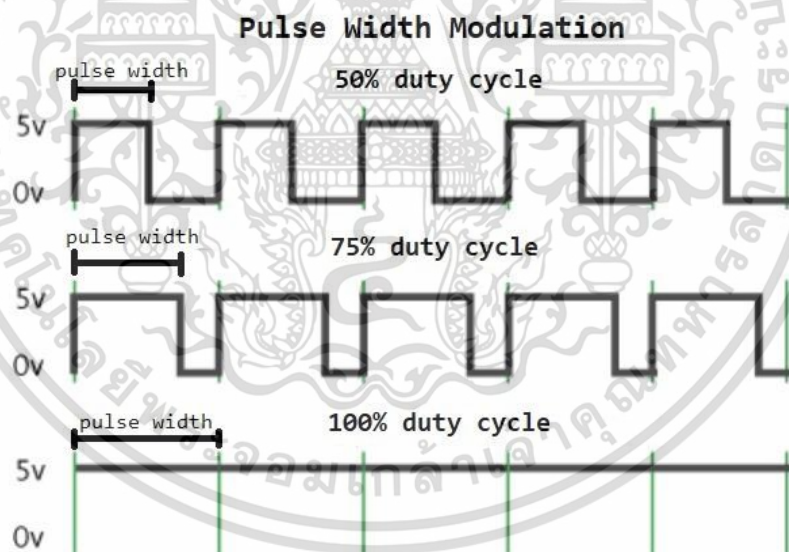 Pulse Width Modulation
pulse width
50% duty cycle
5v
0v
pulse width
75% duty cycle
5v
0v
pulse width
100% duty cycle
5v
0v